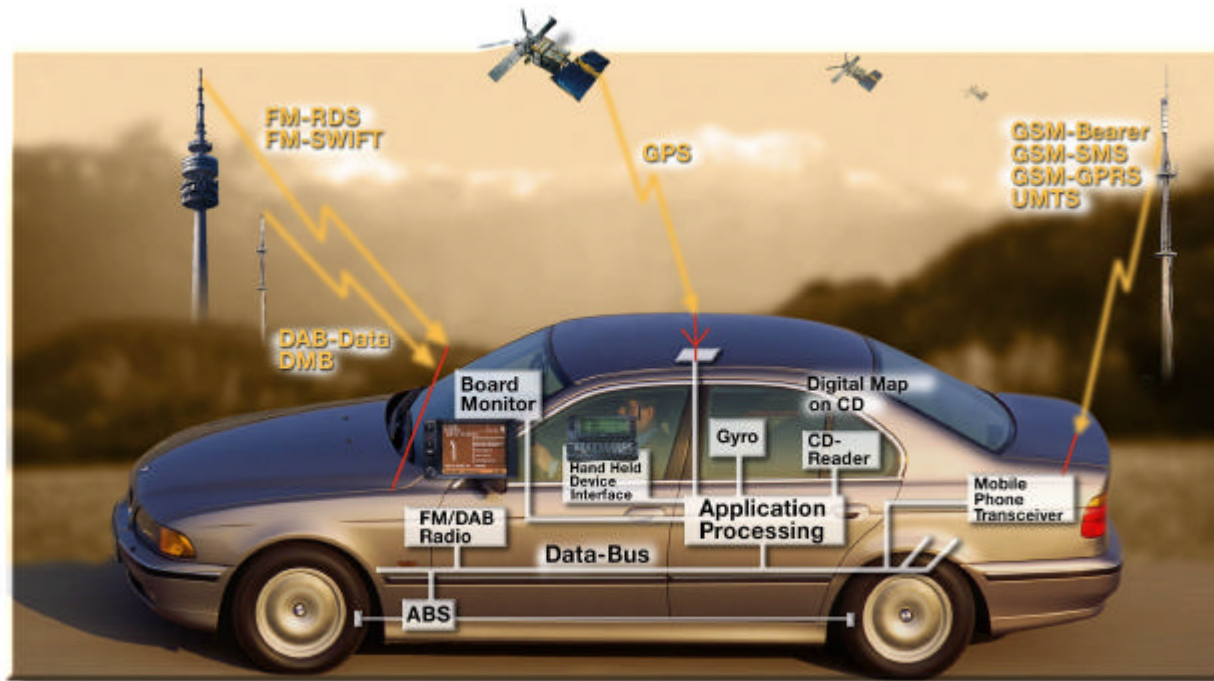 FM-RDS
FM-SWIFT
GPS
GSM-Bearer
GSM-SMS
GSM-GPRS
UMTS
DAB-Data
DMB
Board
Monitor
Digital Map
on CD
Gyro
CD-
Reader
Hand Held
Device
Interface
Mobile
Phone
Transceiver
FM/DAB
Radio
Application
Processing
Data-Bus
ABS